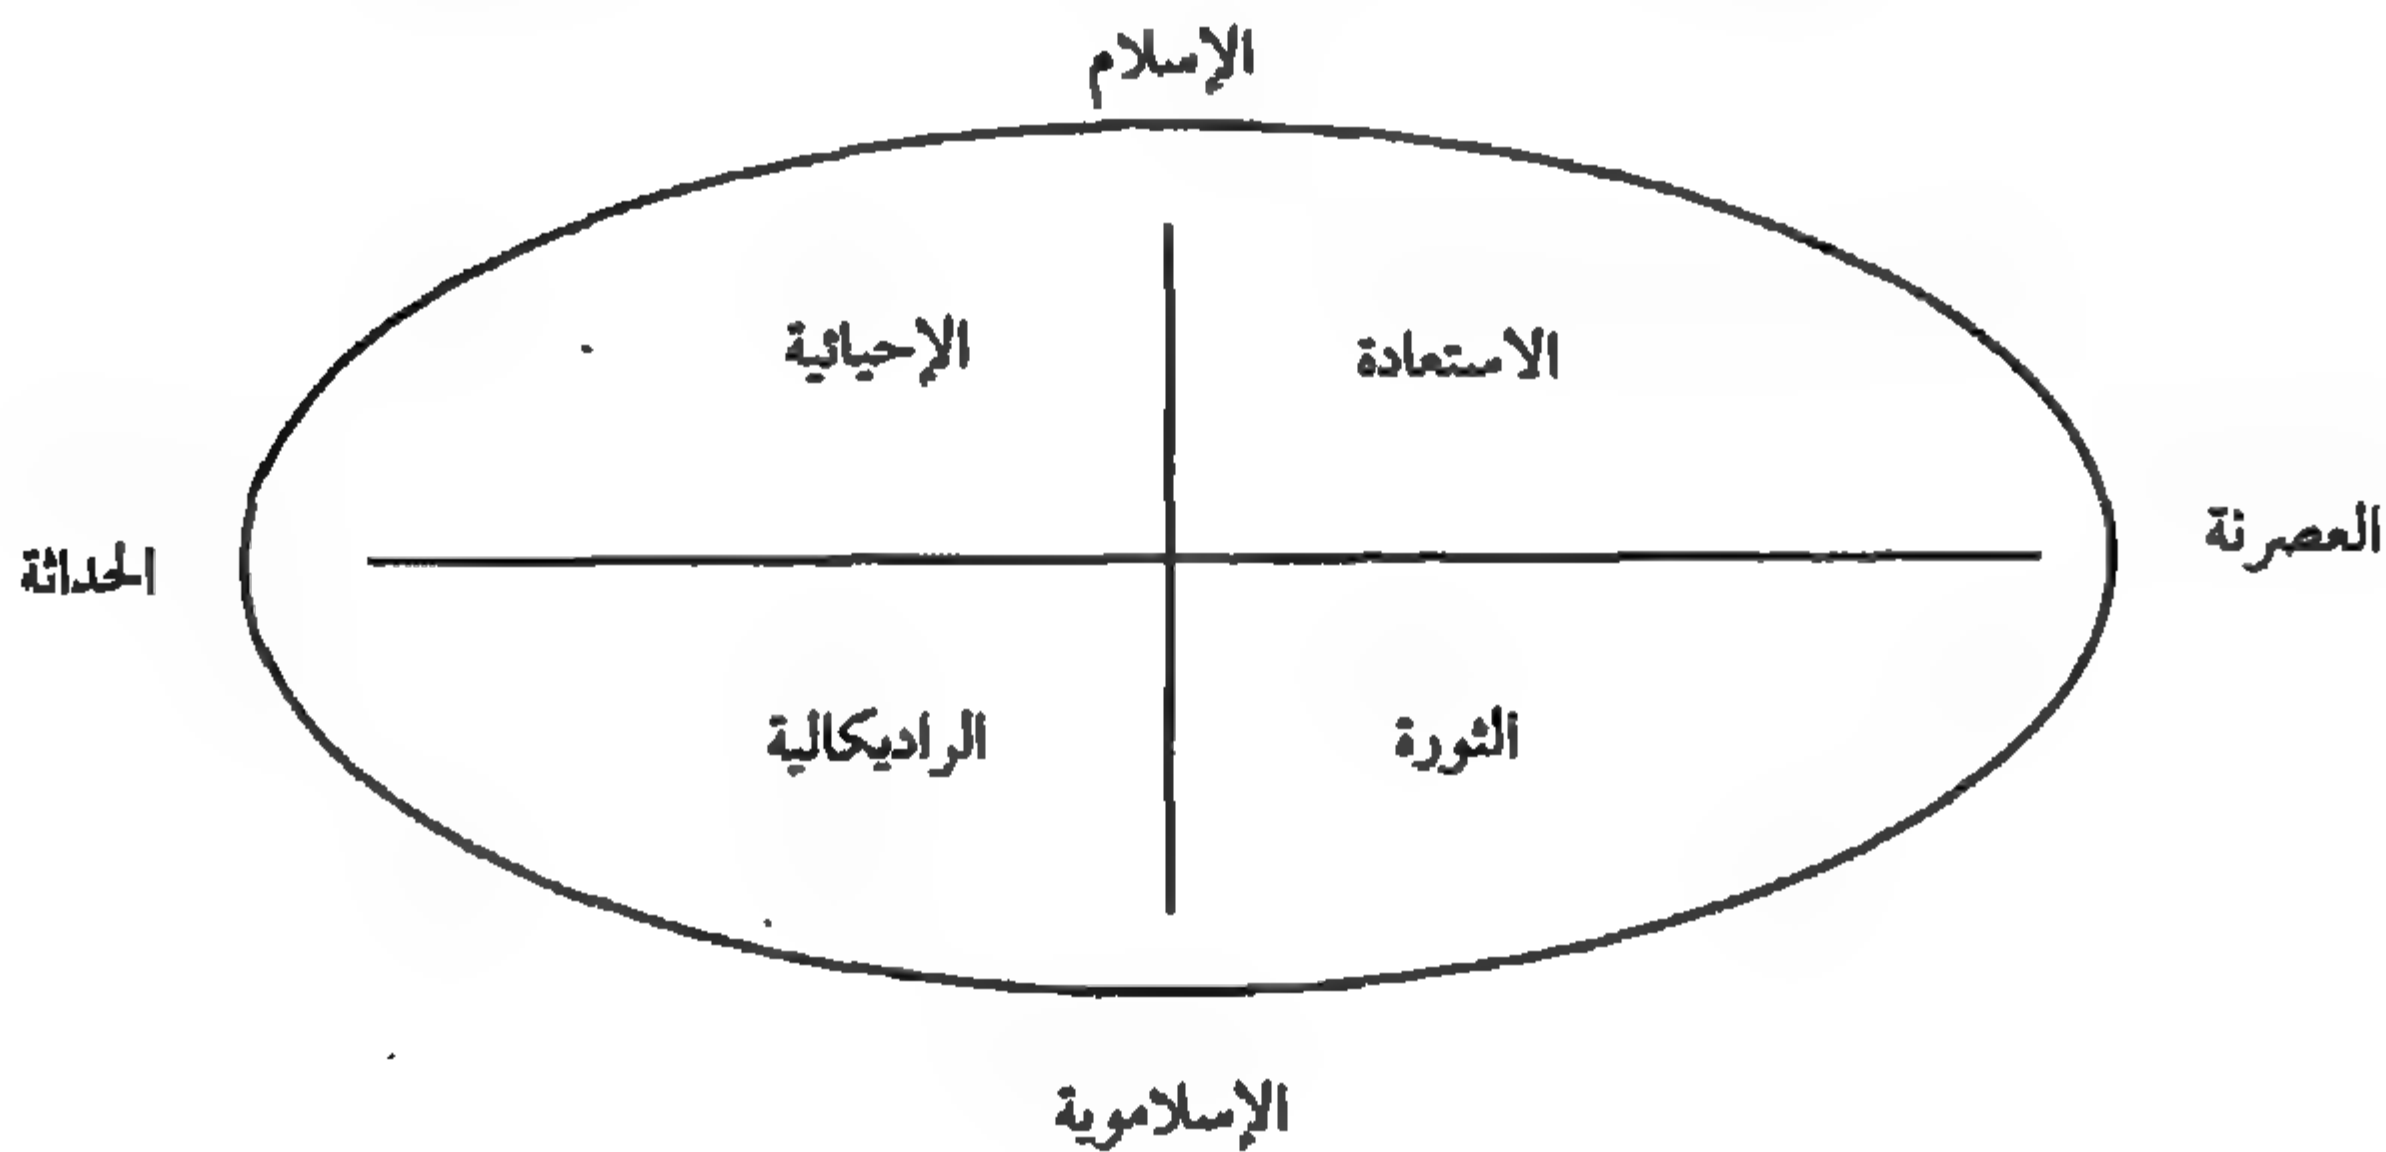 الإسلام
الاستعادة
الإحيائية
العصرنة
الحداثة
الثورة
الراديكالية
الإسلاموية